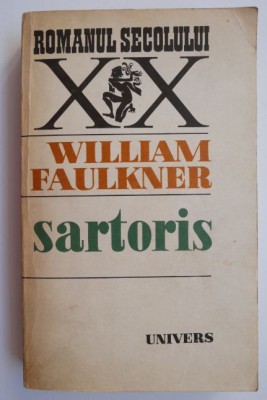 ROMANUL SECOLULUI
XX
WILLIAM
FAULKNER
sartoris
UNIVERS